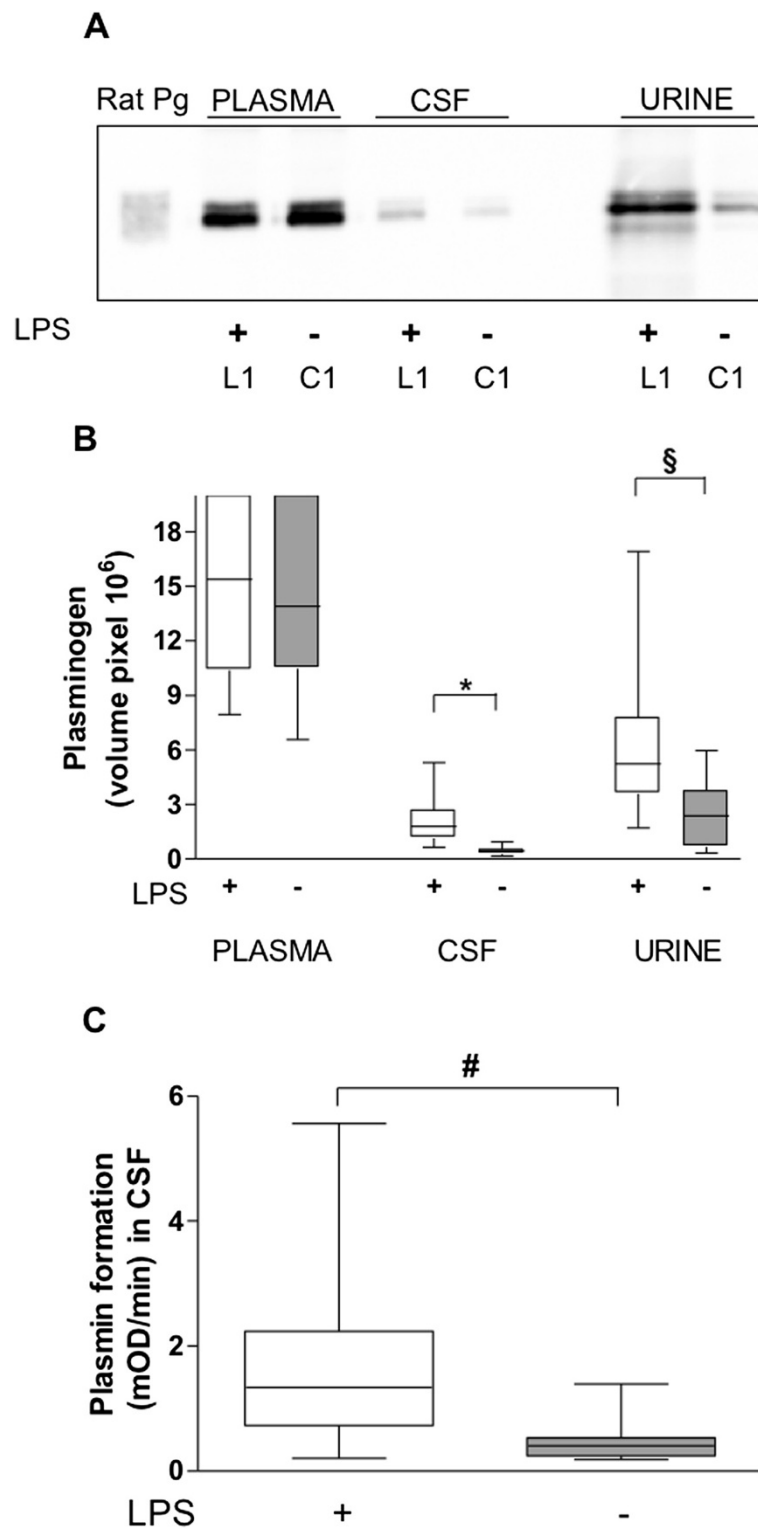 A
Rat Pg PLASMA CSF URINE
LPS + - + - + -
L1 C1 L1 C1 L1 C1
B
§
*
Plasminogen
(volume pixel 10⁶)
18
15
12
9
6
3
0
LPS + - + - + -
PLASMA CSF URINE
C
#
Plasmin formation
(mOD/min) in CSF
6
4
2
0
LPS + -